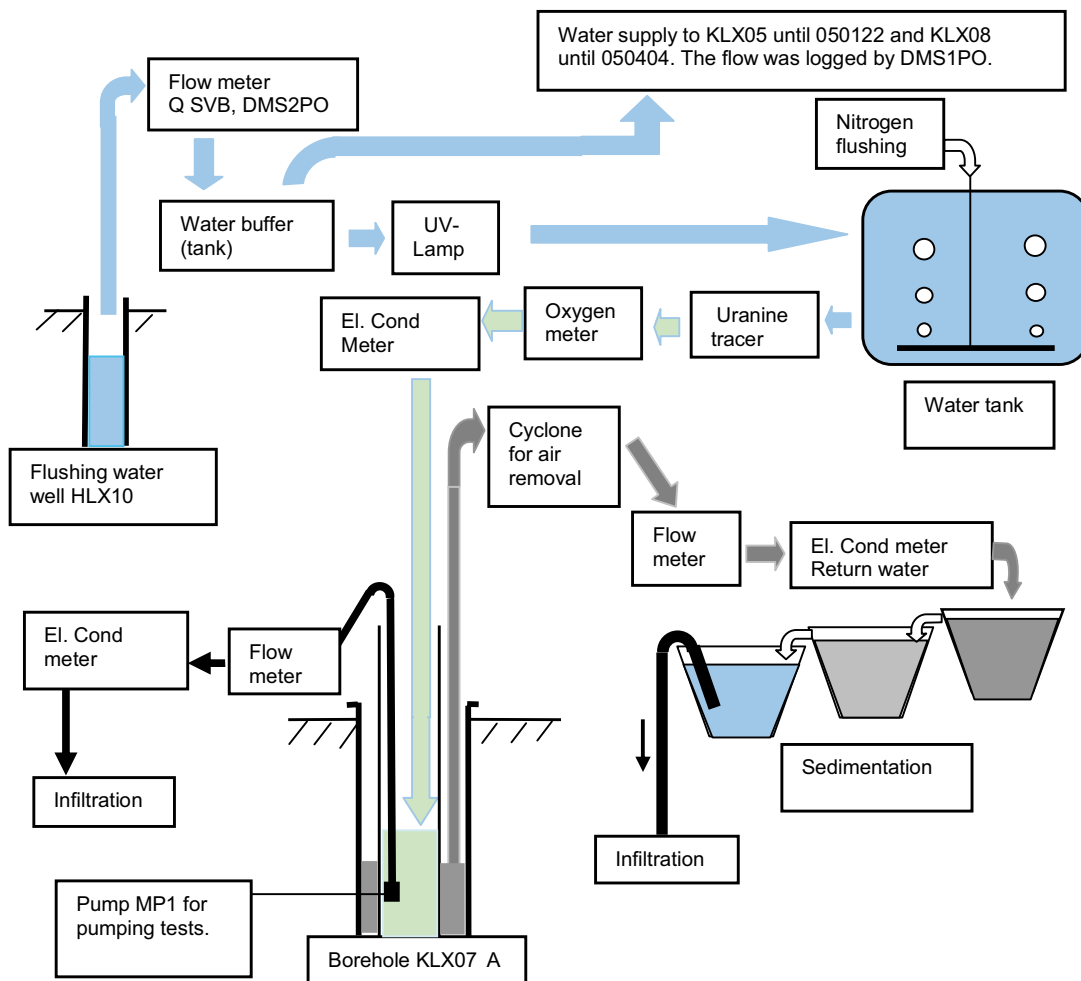 Water supply to KLX05 until 050122 and KLX08
until 050404. The flow was logged by DMS1PO.
Flow meter
Q SVB, DMS2PO
Nitrogen
flushing
Water buffer
(tank)
UV-
Lamp
El. Cond
Meter
Oxygen
meter
Uranine
tracer
Water tank
Flushing water
well HLX10
Cyclone
for air
removal
Flow
meter
El. Cond meter
Return water
El. Cond
meter
Flow
meter
Sedimentation
Infiltration
Infiltration
Pump MP1 for
pumping tests.
Borehole KLX07 A